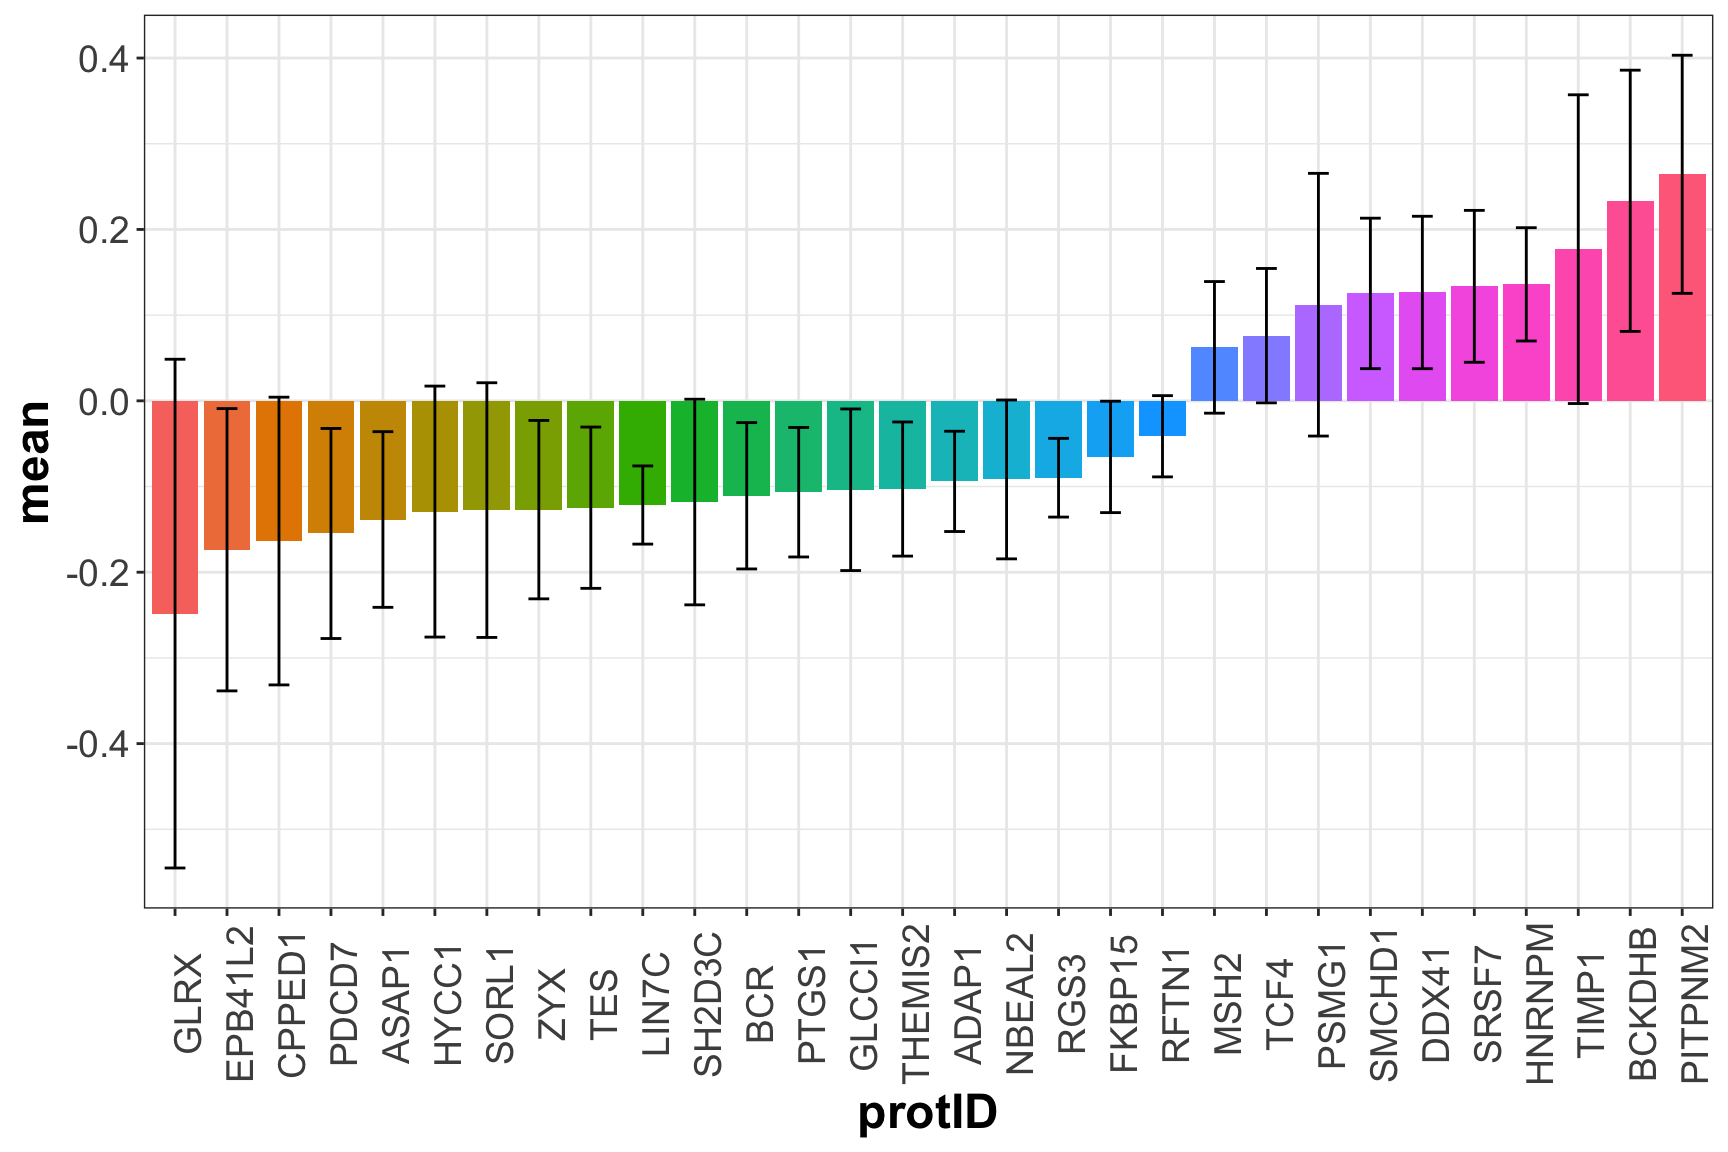 0.4
0.2
0.0
-0.2
-0.4
mean
GLRX
EPB41L2
CPPED1
PDCD7
ASAP1
HYCC1
SORL1
ZYX
TES
LIN7C
SH2D3C
BCR
PTGS1
GLCCI1
THEMIS2
ADAP1
NBEAL2
RGS3
FKBP15
RFTN1
MSH2
TCF4
PSMG1
SMCHD1
DDX41
SRSF7
HNRNPM
TIMP1
BCKDHB
PITPNM2
protID